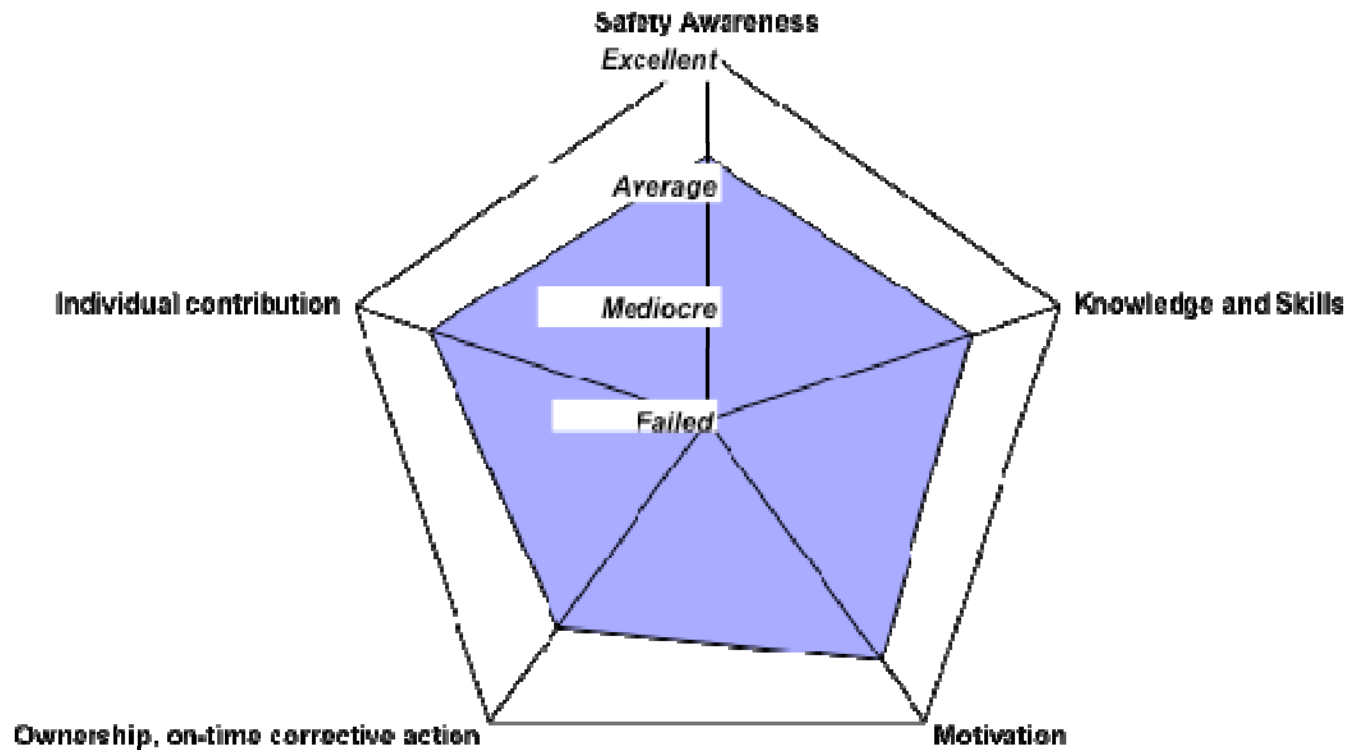 Safety Awareness
Excellent
Average
Individual contribution
Mediocre
Knowledge and Skills
Failed
Ownership, on-time corrective action
Motivation